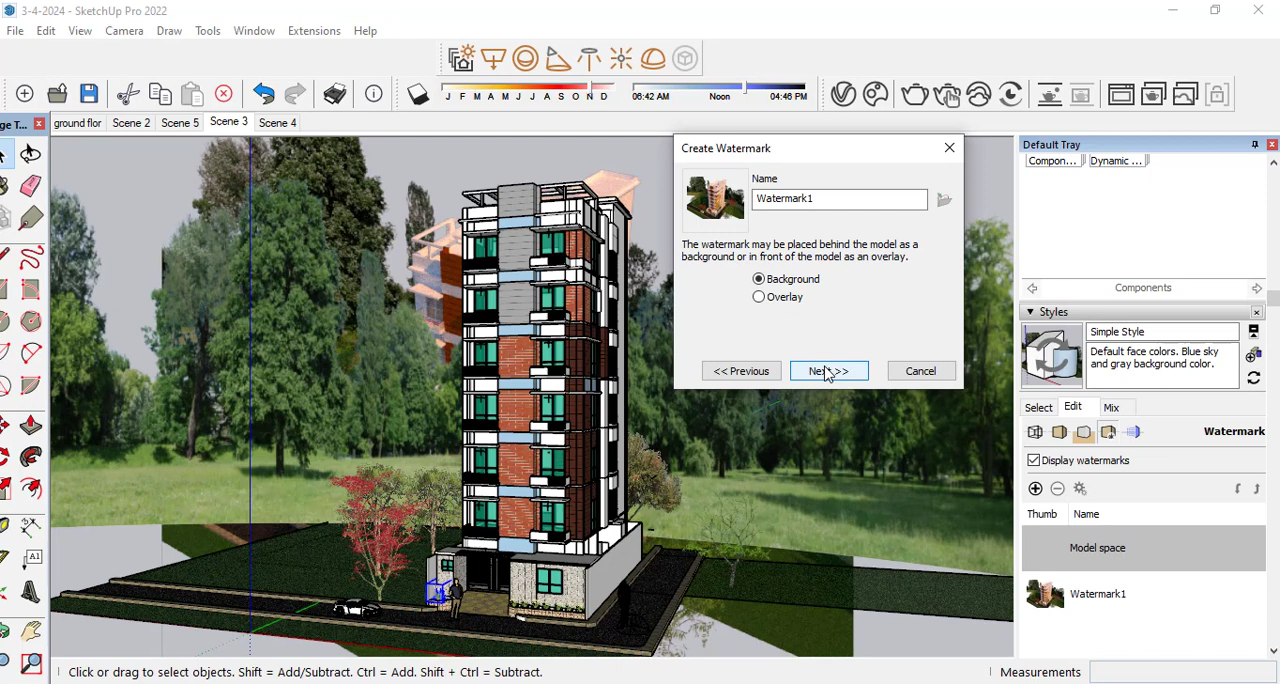 3-4-2024 - SketchUp Pro 2022
File Edit View Camera Draw Tools Window Extensions Help
J F M A M J J A S O N D 06:42 AM Noon 04:46 PM
ge T...
ground flor Scene 2 Scene 5 Scene 3 Scene 4
Create Watermark
Name
Watermark1
The watermark may be placed behind the model as a
background or in front of the model as an overlay.
Background
Overlay
<< Previous Next >> Cancel
Default Tray
Compon... Dynamic ...
Components
Styles
Simple Style
Default face colors. Blue sky
and gray background color.
Select Edit Mix
Watermark
Display watermarks
Thumb Name
Model space
Watermark1
A1
Click or drag to select objects. Shift = Add/Subtract. Ctrl = Add. Shift + Ctrl = Subtract.
Measurements